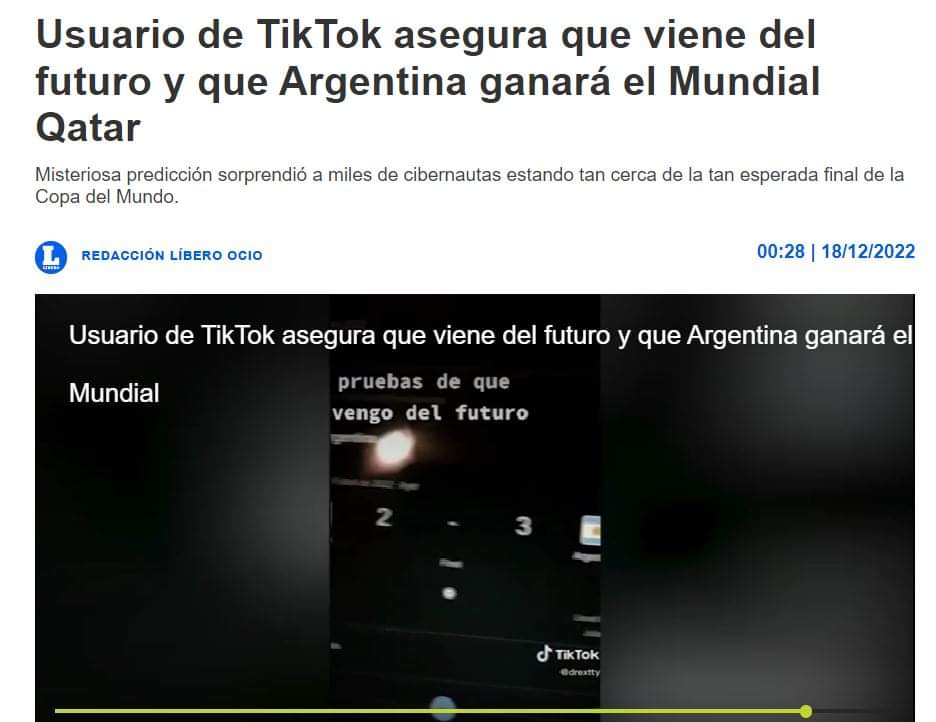 Usuario de TikTok asegura que viene del
futuro y que Argentina ganará el Mundial
Qatar
Misteriosa predicción sorprendió a miles de cibernautas estando tan cerca de la tan esperada final de la
Copa del Mundo.
L
LÍBERO
REDACCIÓN LÍBERO OCIO
00:28 | 18/12/2022
Usuario de TikTok asegura que viene del futuro y que Argentina ganará el
Mundial
pruebas de que
vengo del futuro
2 - 3
TikTok
@drextty